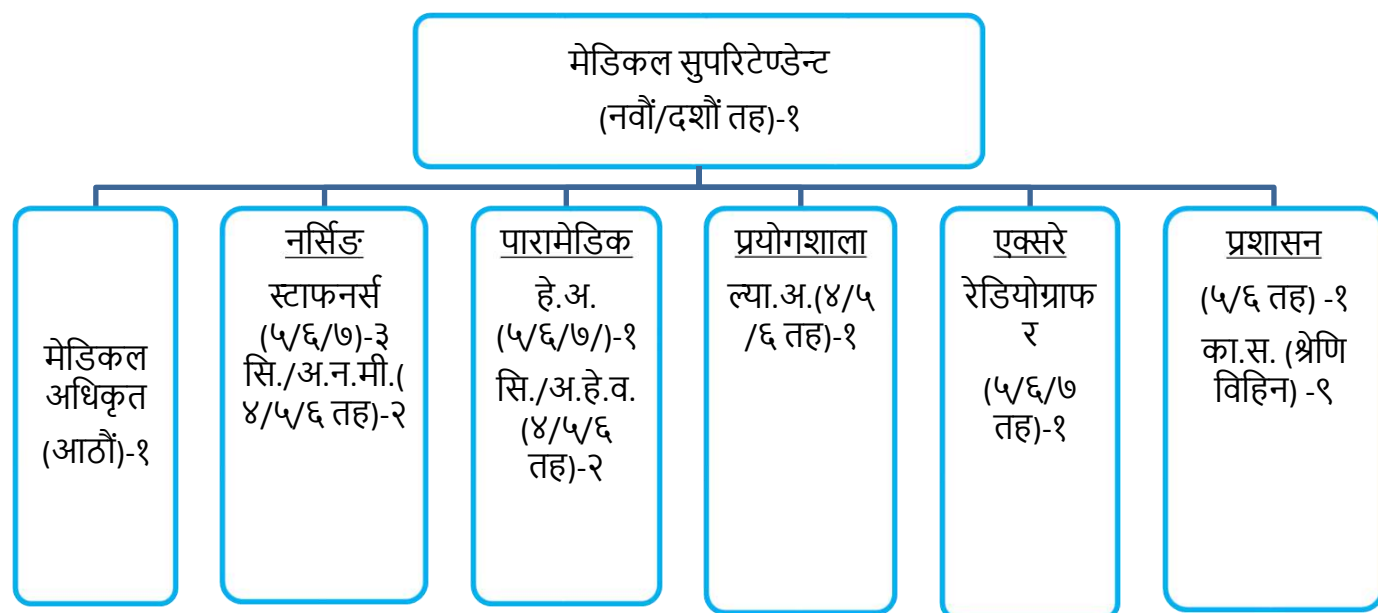 मेडिकल सुपरिटेण्डेन्ट
(नवौं/दशौं तह)-१
मेडिकल
अधिकृत
(आठौं)-१
नर्सिङ
स्टाफनर्स
(५/६/७)-३
सि./अ.न.मी.(
४/५/६ तह)-२
पारामेडिक
हे.अ.
(५/६/७/)-१
सि./अ.हे.व.
(४/५/६
तह)-२
प्रयोगशाला
ल्या.अ.(४/५
/६ तह)-१
एक्सरे
रेडियोग्राफ
र
(५/६/७
तह)-१
प्रशासन
(५/६ तह) -१
का.स. (श्रेणि
विहिन) -९